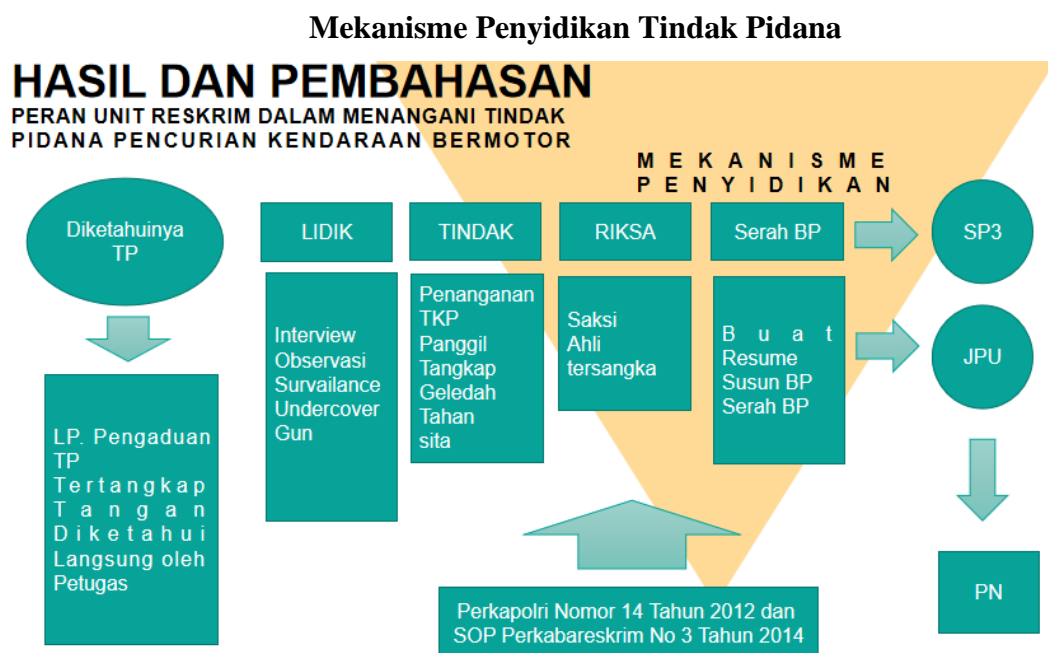 Mekanisme Penyidikan Tindak Pidana
HASIL DAN PEMBAHASAN
PERAN UNIT RESKRIM DALAM MENANGANI TINDAK
PIDANA PENCURIAN KENDARAAN BERMOTOR
MEKANISME
PENYIDIKAN
Diketahuinya
TP
LP. Pengaduan
TP
Tertangkap
Tangan
Diketahui
Langsung oleh
Petugas
LIDIK
Interview
Observasi
Survailance
Undercover
Gun
TINDAK
Penanganan
TKP
Panggil
Tangkap
Geledah
Tahan
sita
RIKSA
Saksi
Ahli
tersangka
Serah BP
Buat
Resume
Susun BP
Serah BP
SP3
JPU
PN
Perkapolri Nomor 14 Tahun 2012 dan
SOP Perkabareskrim No 3 Tahun 2014